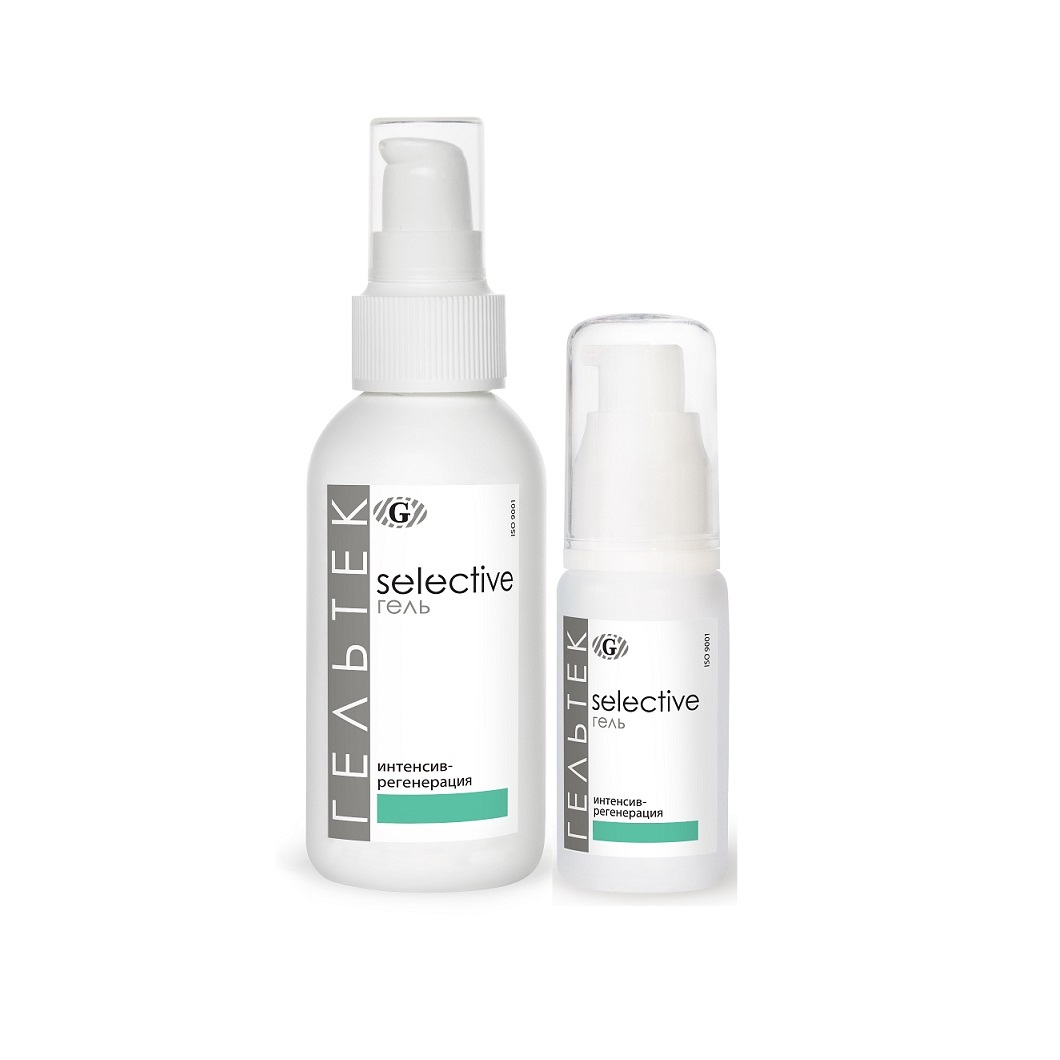 ГЕЛЬТЕК
G
ISO 9001
selective
гель
интенсив-
регенерация
ГЕЛЬТЕК
G
ISO 9001
selective
гель
интенсив-
регенерация